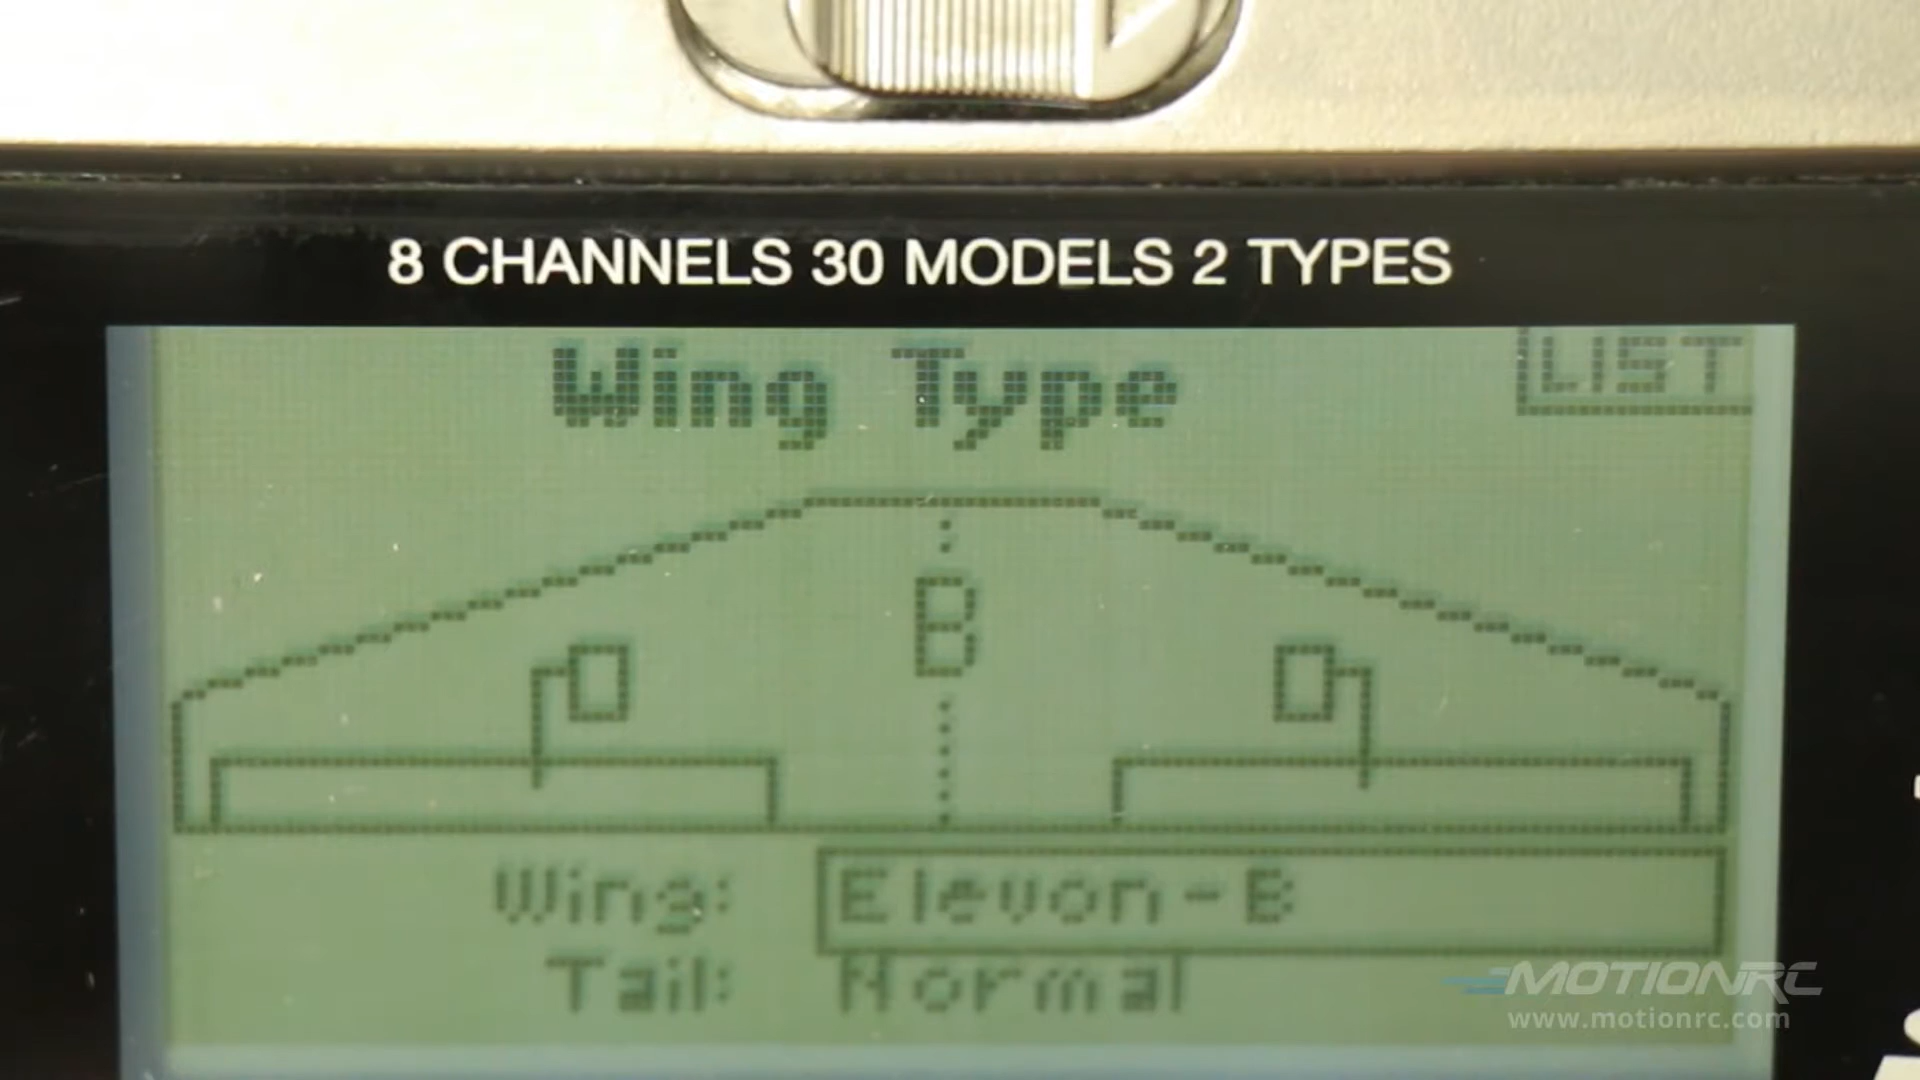 8 CHANNELS 30 MODELS 2 TYPES
Wing Type
LIST
B
Wing: Elevon-B
Tail: Normal
MOTIONRC
www.motionrc.com